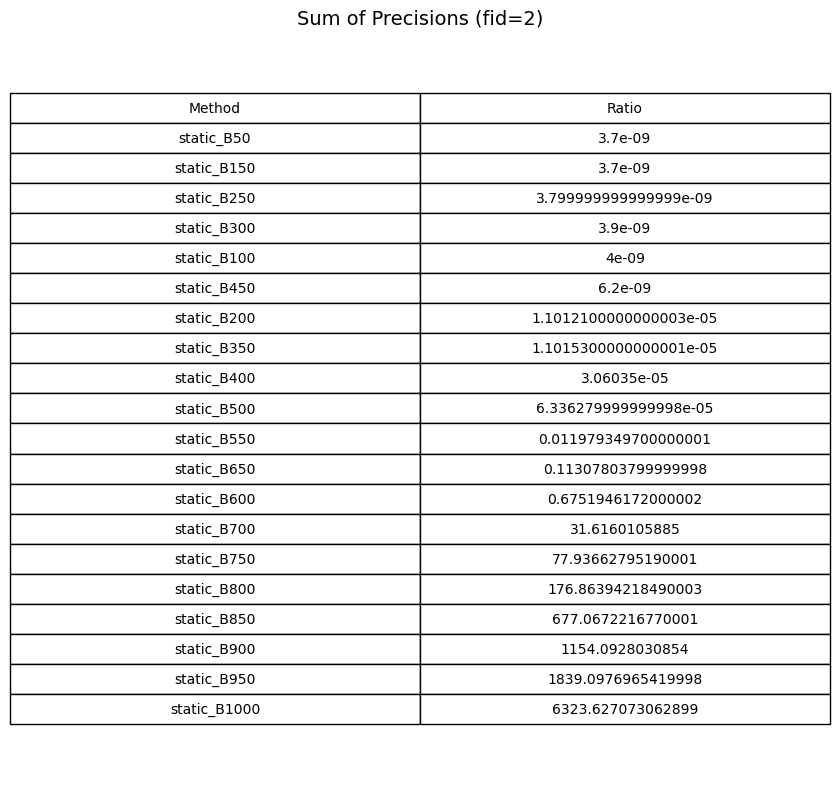 Sum of Precisions (fid=2)
Method Ratio
static_B50 3.7e-09
static_B150 3.7e-09
static_B250 3.799999999999999e-09
static_B300 3.9e-09
static_B100 4e-09
static_B450 6.2e-09
static_B200 1.1012100000000003e-05
static_B350 1.1015300000000001e-05
static_B400 3.06035e-05
static_B500 6.336279999999998e-05
static_B550 0.011979349700000001
static_B650 0.11307803799999998
static_B600 0.6751946172000002
static_B700 31.6160105885
static_B750 77.93662795190001
static_B800 176.86394218490003
static_B850 677.0672216770001
static_B900 1154.0928030854
static_B950 1839.0976965419998
static_B1000 6323.627073062899